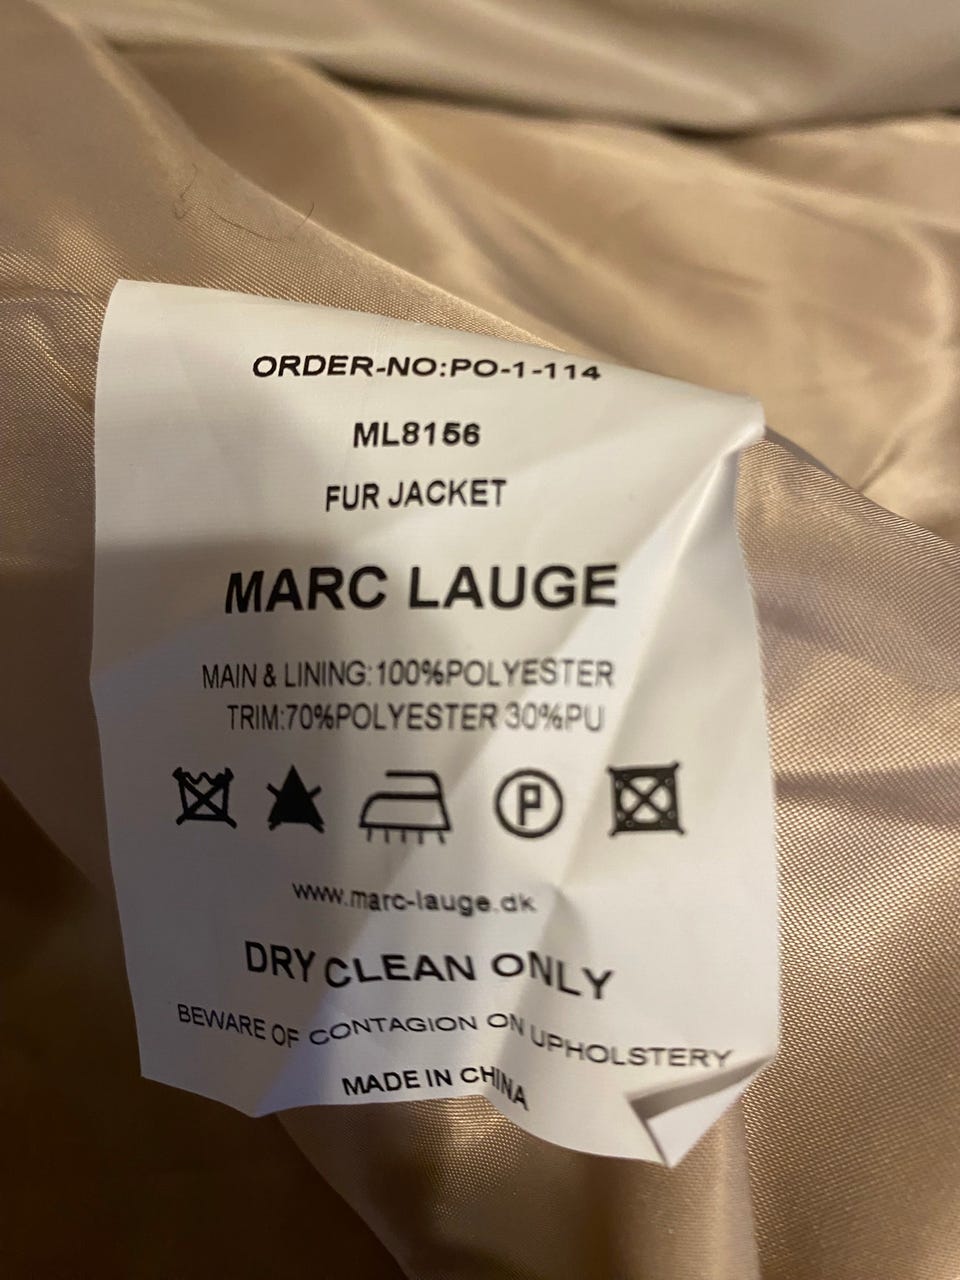 ORDER-NO:PO-1-114
ML8156
FUR JACKET
MARC LAUGE
MAIN & LINING:100%POLYESTER
TRIM:70%POLYESTER 30%PU
P
www.marc-lauge.dk
DRY CLEAN ONLY
BEWARE OF CONTAGION ON UPHOLSTERY
MADE IN CHINA